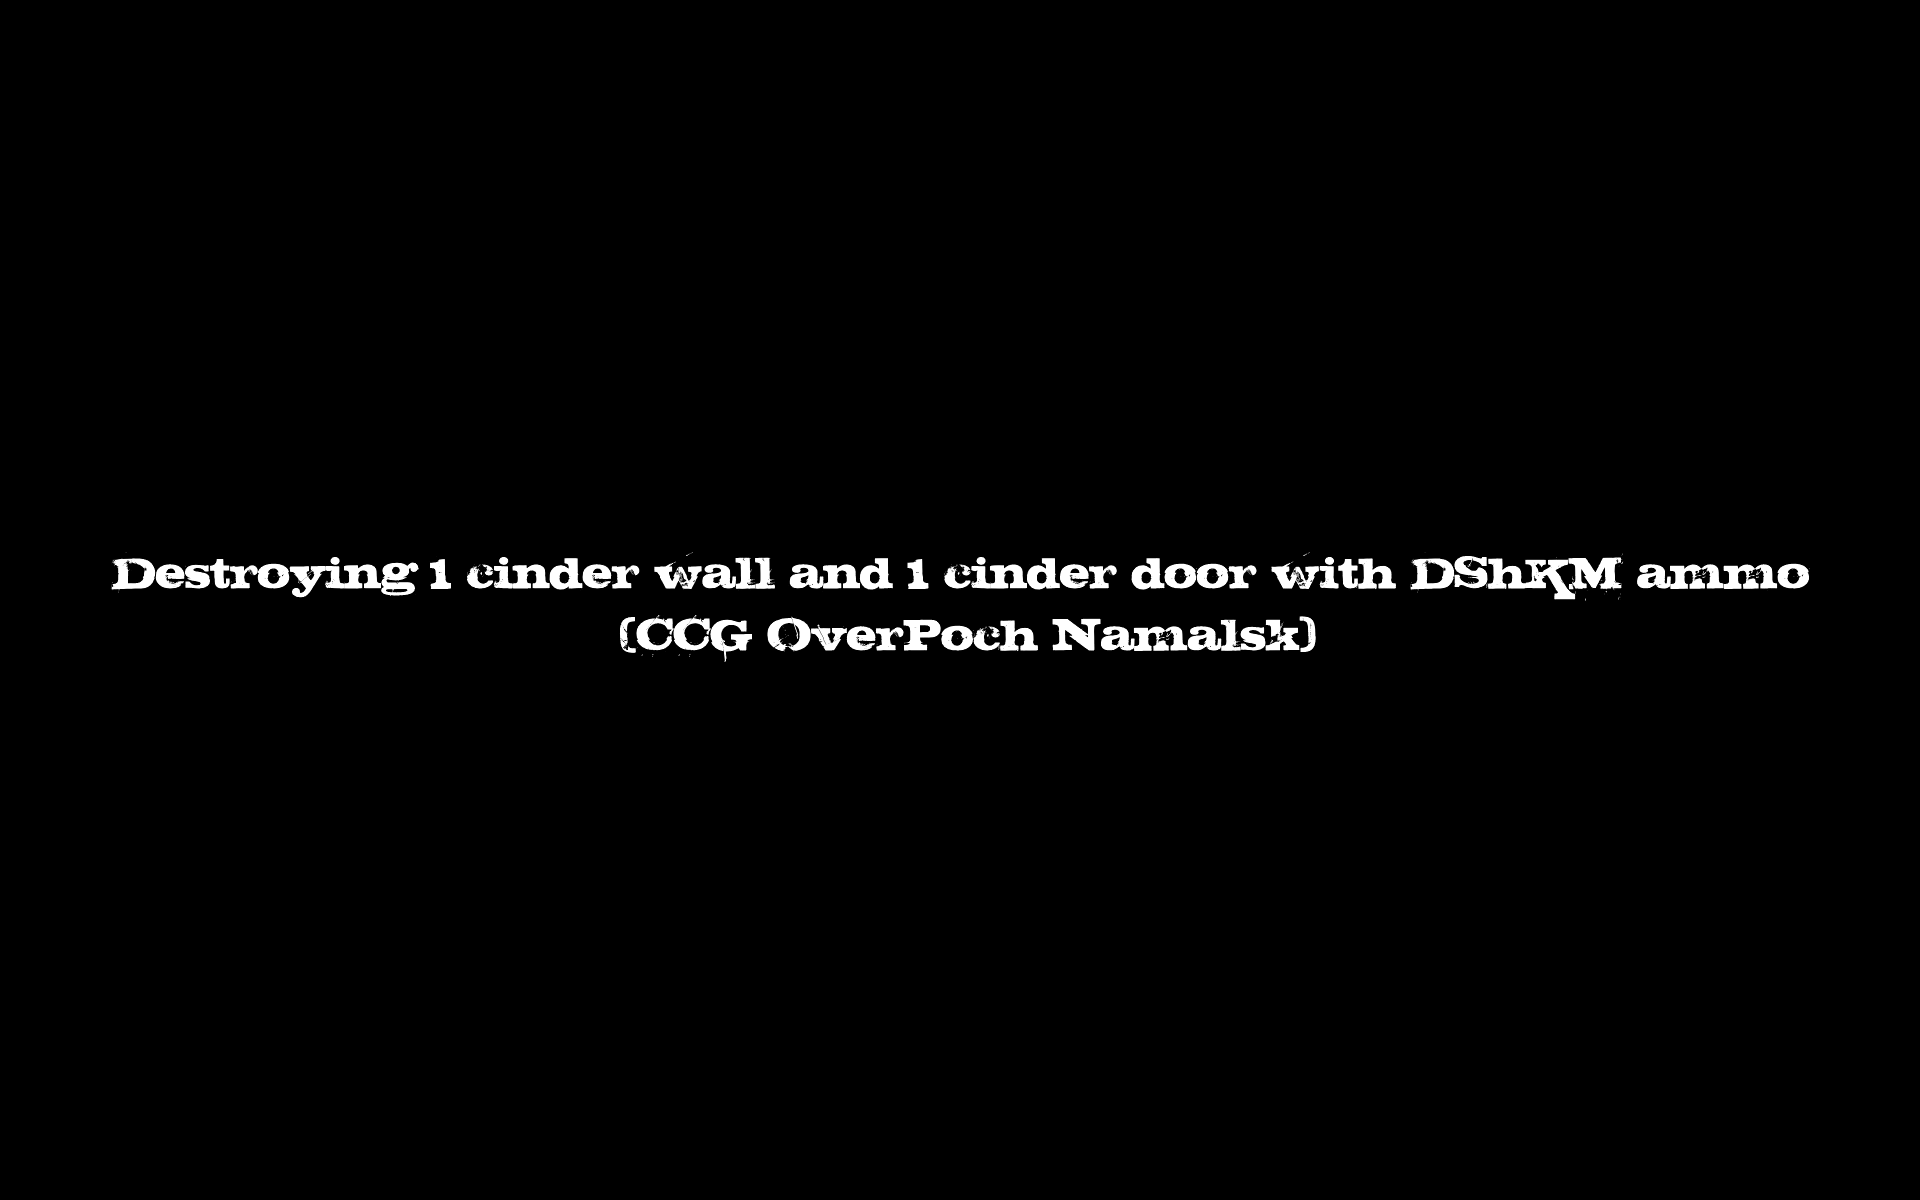 Destroying 1 cinder wall and 1 cinder door with DShKM ammo
(CCG OverPoch Namalsk)